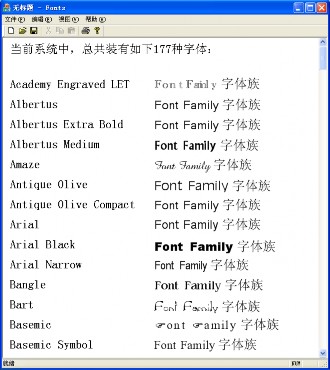 无标题 - Fonts
文件(F) 编辑(E) 视图(V) 帮助(H)
当前系统中，总共装有如下177种字体：
Academy Engraved LET Font Family 字体族
Albertus Font Family 字体族
Albertus Extra Bold Font Family 字体族
Albertus Medium Font Family 字体族
Amaze Font Family 字体族
Antique Olive Font Family 字体族
Antique Olive Compact Font Family 字体族
Arial Font Family 字体族
Arial Black Font Family 字体族
Arial Narrow Font Family 字体族
Bangle Font Family 字体族
Bart Font Family 字体族
Basemic Font Family 字体族
Basemic Symbol Font Family 字体族
就绪